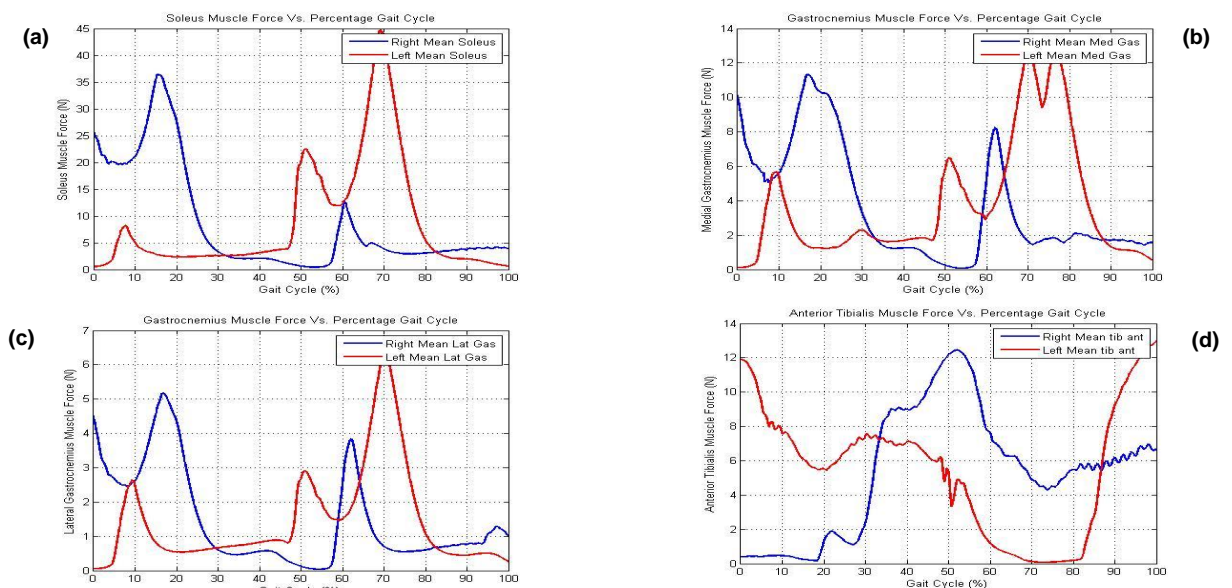 (a)
Soleus Muscle Force Vs. Percentage Gait Cycle
Soleus Muscle Force (N)
45
40
35
30
25
20
15
10
5
0
Right Mean Soleus
Left Mean Soleus
0 10 20 30 40 50 60 70 80 90 100
Gait Cycle (%)
(b)
Gastrocnemius Muscle Force Vs. Percentage Gait Cycle
Medial Gastrocnemius Muscle Force (N)
14
12
10
8
6
4
2
0
Right Mean Med Gas
Left Mean Med Gas
0 10 20 30 40 50 60 70 80 90 100
Gait Cycle (%)
(c)
Gastrocnemius Muscle Force Vs. Percentage Gait Cycle
Lateral Gastrocnemius Muscle Force (N)
7
6
5
4
3
2
1
0
Right Mean Lat Gas
Left Mean Lat Gas
0 10 20 30 40 50 60 70 80 90 100
Gait Cycle (%)
(d)
Anterior Tibialis Muscle Force Vs. Percentage Gait Cycle
Anterior Tibialis Muscle Force (N)
14
12
10
8
6
4
2
0
Right Mean tib ant
Left Mean tib ant
0 10 20 30 40 50 60 70 80 90 100
Gait Cycle (%)